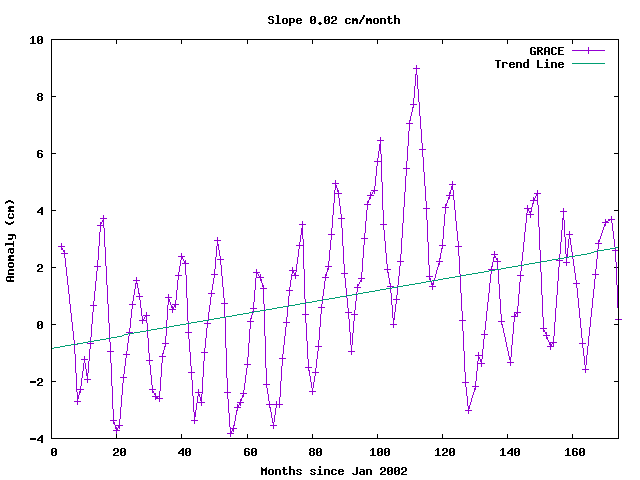 Slope 0.02 cm/month
GRACE
Trend Line
10
8
6
4
2
0
-2
-4
Anomaly (cm)
0 20 40 60 80 100 120 140 160
Months since Jan 2002